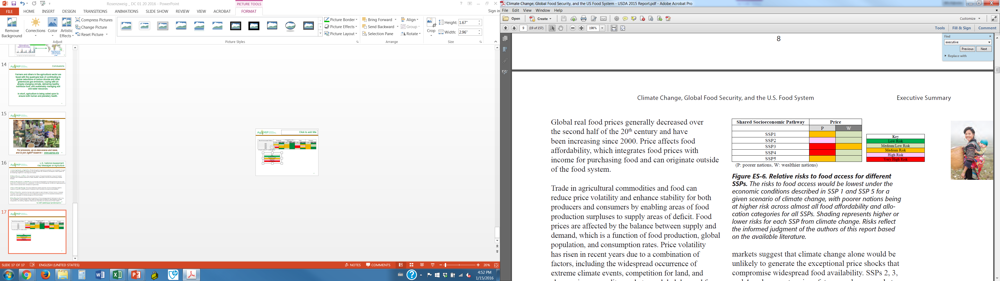 Rosenzweig _ DC 01 20 2016 - PowerPoint
PICTURE TOOLS
Sign in
FILE HOME INSERT DESIGN TRANSITIONS ANIMATIONS SLIDE SHOW REVIEW VIEW ACROBAT FORMAT
Remove Background
Corrections
Color
Artistic Effects
Compress Pictures
Change Picture
Reset Picture
Adjust
Picture Styles
Picture Border
Picture Effects
Picture Layout
Bring Forward
Send Backward
Selection Pane
Align
Group
Rotate
Arrange
Crop
Height: 1.67"
Width: 2.96"
Size
14
AgMIP
Conclusions
Farmers and others in the agricultural sector are
faced with the quadruple task of contributing to
global reductions of carbon dioxide and other
greenhouse gas emissions, coping with an
already-changing climate, delivering healthy
nutritious food, and sustainably managing soil
and water resources.
In short, agriculture is being called upon to
ensure both human and planetary health.
15
AgMIP
For protocols, up-to-date events and news,
and to join AgMIP listserve – www.agmip.org
16
AgMIP
U.S. National Assessment:
Key Messages on Agriculture
17
AgMIP
AgMIP
Click to add title
SLIDE 17 OF 17 ENGLISH (UNITED STATES)
NOTES COMMENTS 20%
4:52 PM
1/15/2016
Climate Change, Global Food Security, and the US Food System - USDA 2015 Report.pdf - Adobe Acrobat Pro
File Edit View Window Help
Open Create Customize
9 (19 of 157) 198% Tools Fill & Sign Comment
Find
executive
Previous Next
Replace with
8
Climate Change, Global Food Security, and the U.S. Food System Executive Summary
Global real food prices generally decreased over
the second half of the 20th century and have
been increasing since 2000. Price affects food
affordability, which integrates food prices with
income for purchasing food and can originate outside
of the food system.
Trade in agricultural commodities and food can
reduce price volatility and enhance stability for both
producers and consumers by enabling areas of food
production surpluses to supply areas of deficit. Food
prices are affected by the balance between supply and
demand, which is a function of food production, global
population, and consumption rates. Price volatility
has risen in recent years due to a combination of
factors, including the widespread occurrence of
extreme climate events, competition for land, and
Shared Socioeconomic Pathway Price
P W
SSP1
SSP2
SSP3
SSP4
SSP5
(P: poorer nations, W: wealthier nations)
Key
Low Risk
Medium/Low Risk
Medium Risk
High Risk
Very High Risk
Figure ES-6. Relative risks to food access for different
SSPs. The risks to food access would be lowest under the
economic conditions described in SSP 1 and SSP 5 for a
given scenario of climate change, with poorer nations being
at higher risk across almost all food affordability and allo-
cation categories for all SSPs. Shading represents higher or
lower risks for each SSP from climate change. Risks reflect
the informed judgment of the authors of this report based
on the available literature.
markets suggest that climate change alone would be
unlikely to generate the exceptional price shocks that
compromise widespread food availability. SSPs 2, 3,